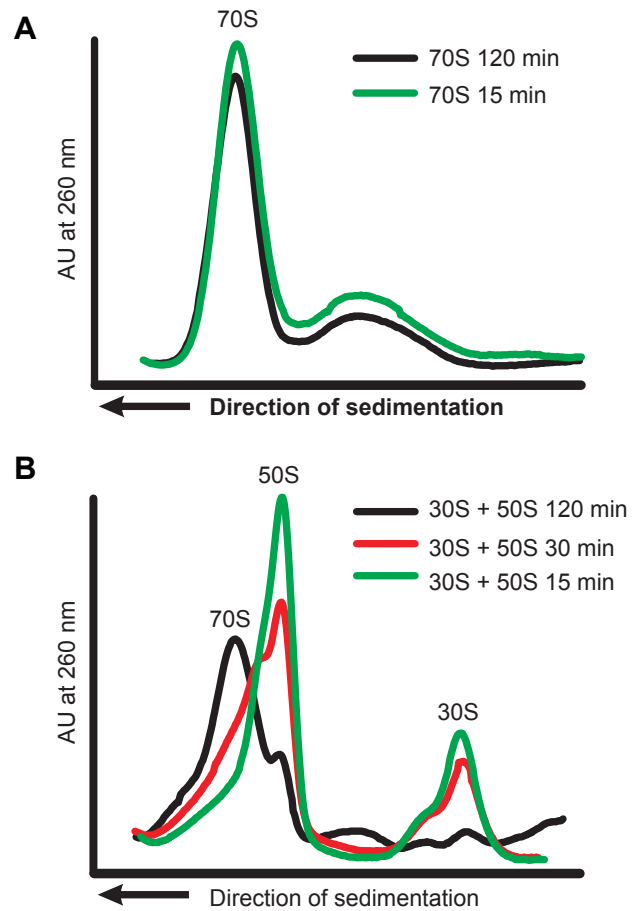 A
70S
70S 120 min
70S 15 min
AU at 260 nm
Direction of sedimentation
B
50S
30S + 50S 120 min
30S + 50S 30 min
30S + 50S 15 min
70S
30S
AU at 260 nm
Direction of sedimentation